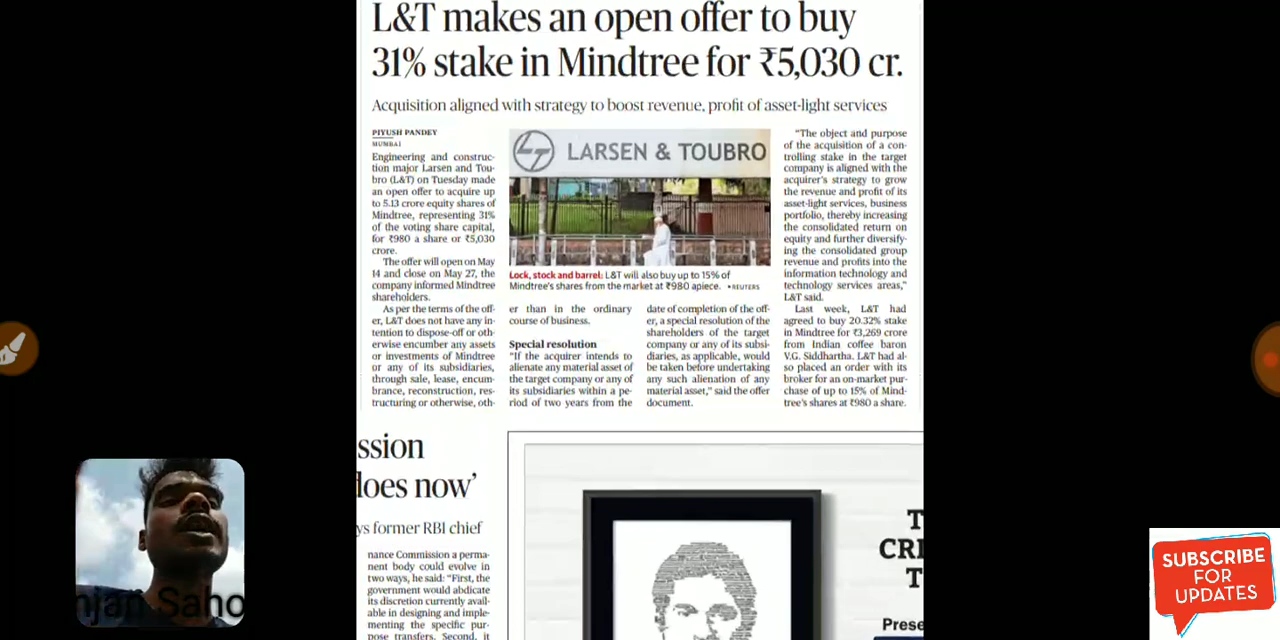 L&T makes an open offer to buy
31% stake in Mindtree for ₹5,030 cr.
Acquisition aligned with strategy to boost revenue, profit of asset-light services
PIYUSH PANDEY
MUMBAI
Engineering and construc-
tion major Larsen and Tou-
bro (L&T) on Tuesday made
an open offer to acquire up
to 5.13 crore equity shares of
Mindtree, representing 31%
of the voting share capital,
for ₹980 a share or ₹5,030
crore.
The offer will open on May
14 and close on May 27, the
company informed Mindtree
shareholders.
As per the terms of the off-
er, L&T does not have any in-
tention to dispose-off or oth-
erwise encumber any assets
or investments of Mindtree
or any of its subsidiaries,
through sale, lease, encum-
brance, reconstruction, res-
tructuring or otherwise, oth-
LARSEN & TOUBRO
Lock, stock and barrel: L&T will also buy up to 15% of
Mindtree's shares from the market at ₹980 apiece. •REUTERS
er than in the ordinary
course of business.
Special resolution
"If the acquirer intends to
alienate any material asset of
the target company or any of
its subsidiaries within a pe-
riod of two years from the
date of completion of the off-
er, a special resolution of the
shareholders of the target
company or any of its subsi-
diaries, as applicable, would
be taken before undertaking
any such alienation of any
material asset," said the offer
document.
"The object and purpose
of the acquisition of a con-
trolling stake in the target
company is aligned with the
acquirer's strategy to grow
the revenue and profit of its
asset-light services, business
portfolio, thereby increasing
the consolidated return on
equity and further diversify-
ing the consolidated group
revenue and profits into the
information technology and
technology services areas,"
L&T said.
Last week, L&T had
agreed to buy 20.32% stake
in Mindtree for ₹3,269 crore
from Indian coffee baron
V.G. Siddhartha. L&T had al-
so placed an order with its
broker for an on-market pur-
chase of up to 15% of Mind-
tree's shares at ₹980 a share.
ssion
does now'
ys former RBI chief
nance Commission a perma-
nent body could evolve in
two ways, he said: "First, the
government would abdicate
its discretion currently avail-
able in designing and imple-
menting the specific pur-
pose transfers. Second, it
T
CRI
T
Prese
njan Saho
SUBSCRIBE
FOR
UPDATES